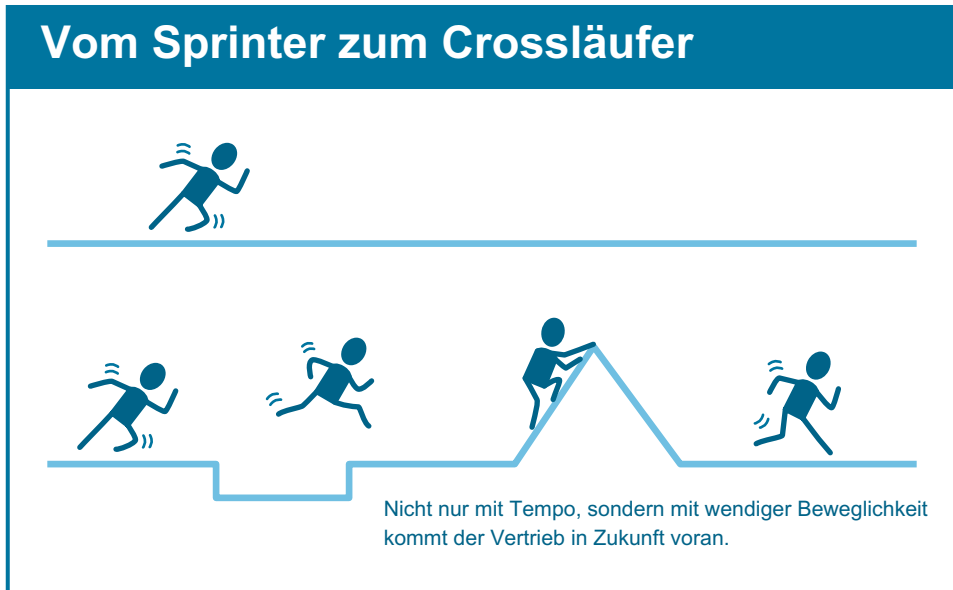 Vom Sprinter zum Crossläufer
Nicht nur mit Tempo, sondern mit wendiger Beweglichkeit
kommt der Vertrieb in Zukunft voran.